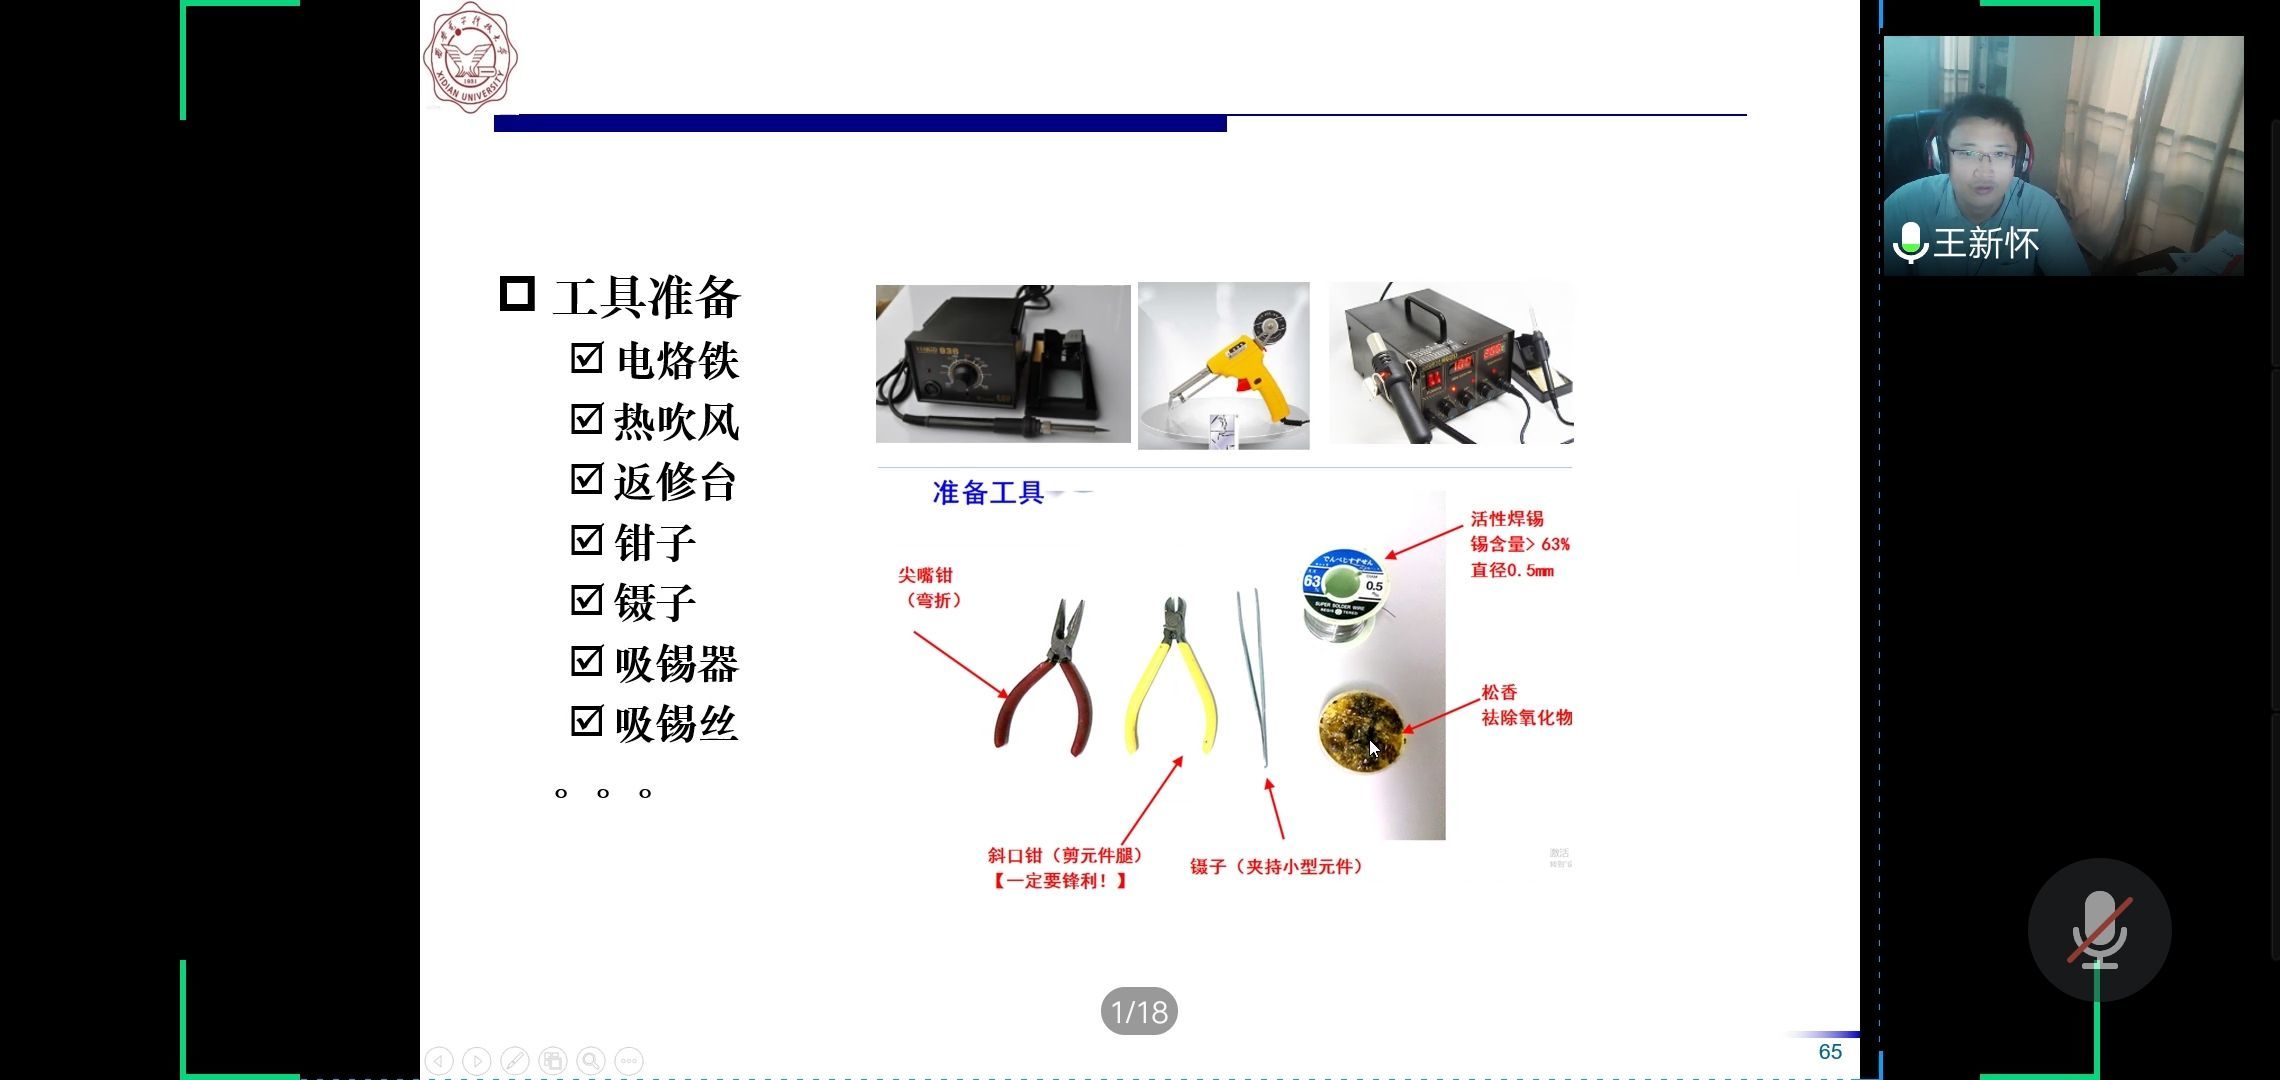 XIDIAN UNIVERSITY
1931
王新怀
工具准备
电烙铁
热吹风
返修台
钳子
镊子
吸锡器
吸锡丝
。。。
936
准备工具
尖嘴钳
（弯折）
活性焊锡
锡含量> 63%
直径0.5mm
63
0.5
SUPER SOLDER WIRE
松香
祛除氧化物
斜口钳（剪元件腿）
【一定要锋利！】
镊子（夹持小型元件）
激活
1/18
65